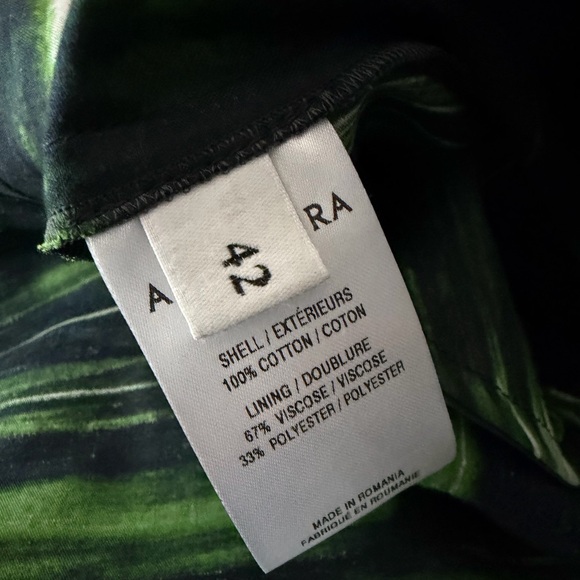 42
A RA
SHELL / EXTÉRIEURS
100% COTTON / COTON
LINING / DOUBLURE
67% VISCOSE / VISCOSE
33% POLYESTER / POLYESTER
MADE IN ROMANIA
FABRIQUÉ EN ROUMANIE